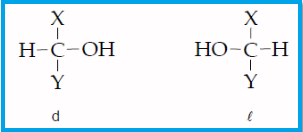 X X
H-C-OH HO-C-H
Y Y
d ℓ